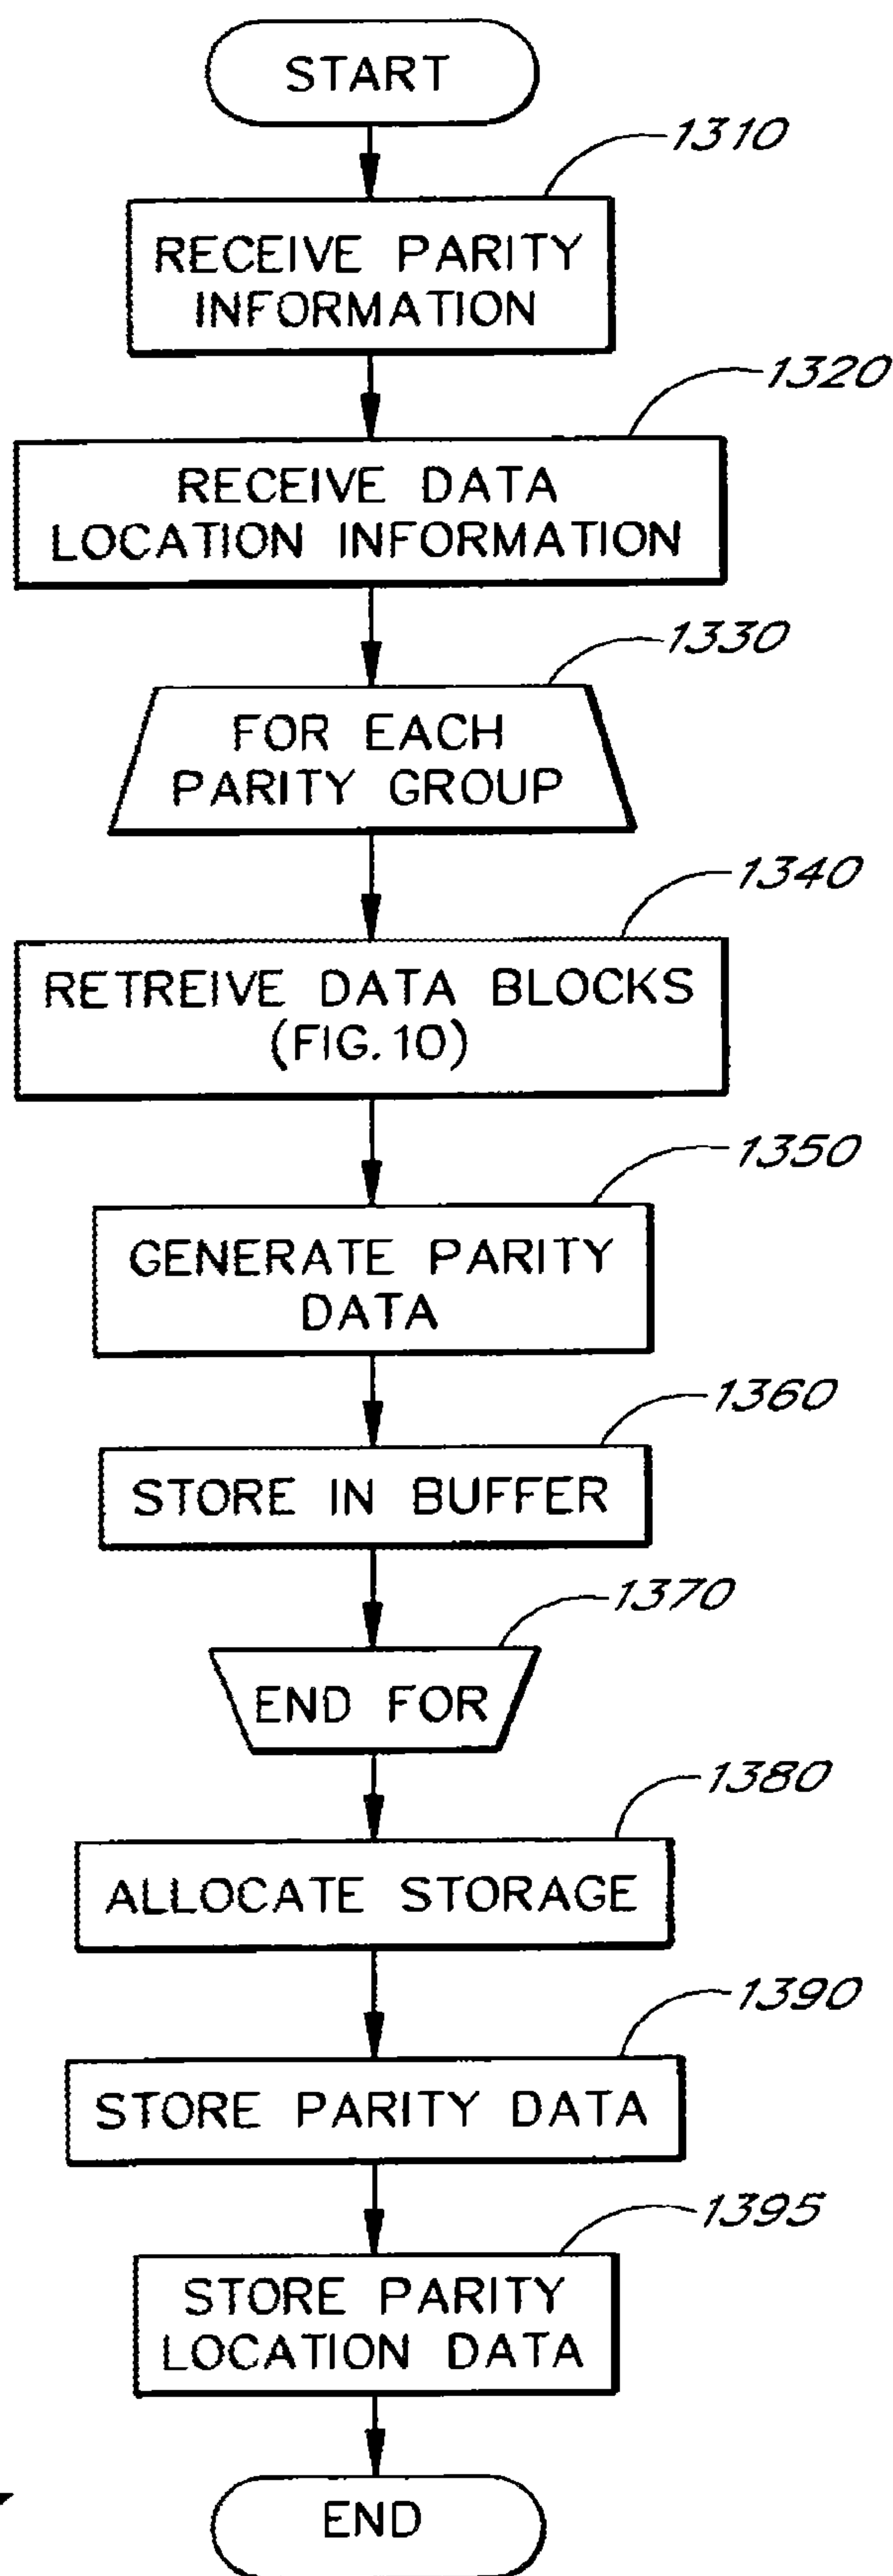 START
1310
RECEIVE PARITY
INFORMATION
1320
RECEIVE DATA
LOCATION INFORMATION
1330
FOR EACH
PARITY GROUP
1340
RETREIVE DATA BLOCKS
(FIG. 10)
1350
GENERATE PARITY
DATA
1360
STORE IN BUFFER
1370
END FOR
1380
ALLOCATE STORAGE
1390
STORE PARITY DATA
1395
STORE PARITY
LOCATION DATA
END